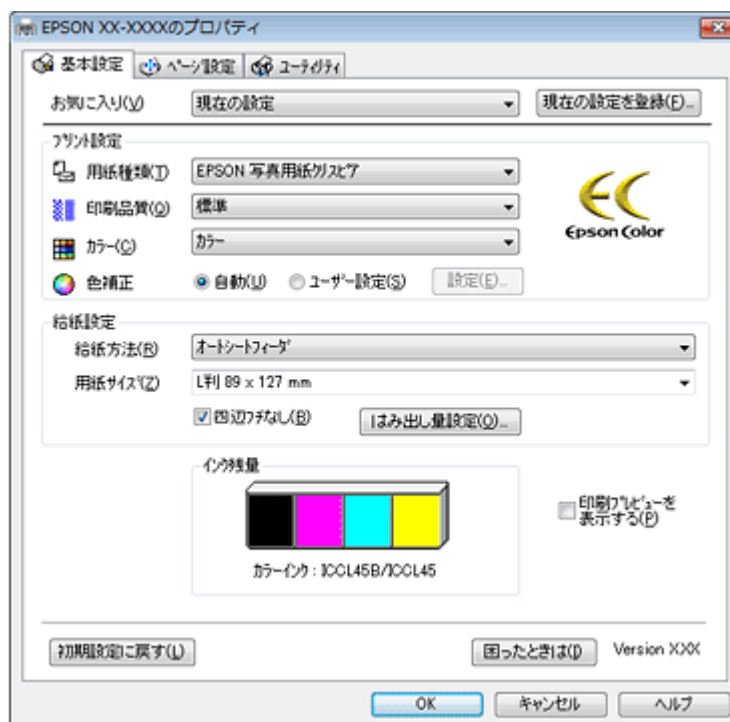 EPSON XX-XXXXのプロパティ
基本設定 ページ設定 ユーティリティ
お気に入り(V) 現在の設定 現在の設定を登録(F)...
プリント設定
用紙種類(T) EPSON 写真用紙クリスピア
印刷品質(Q) 標準
カラー(C) カラー
Epson Color
色補正 自動(U) ユーザー設定(S) 設定(E)...
給紙設定
給紙方法(R) オートシートフィーダ
用紙サイズ(Z) L判 89 x 127 mm
四辺フチなし(B) はみ出し量設定(O)...
インク残量
印刷プレビューを
表示する(P)
カラーインク : ICCL45B/ICCL45
初期設定に戻す(L) 困ったときは(I) Version X.XX
OK キャンセル ヘルプ